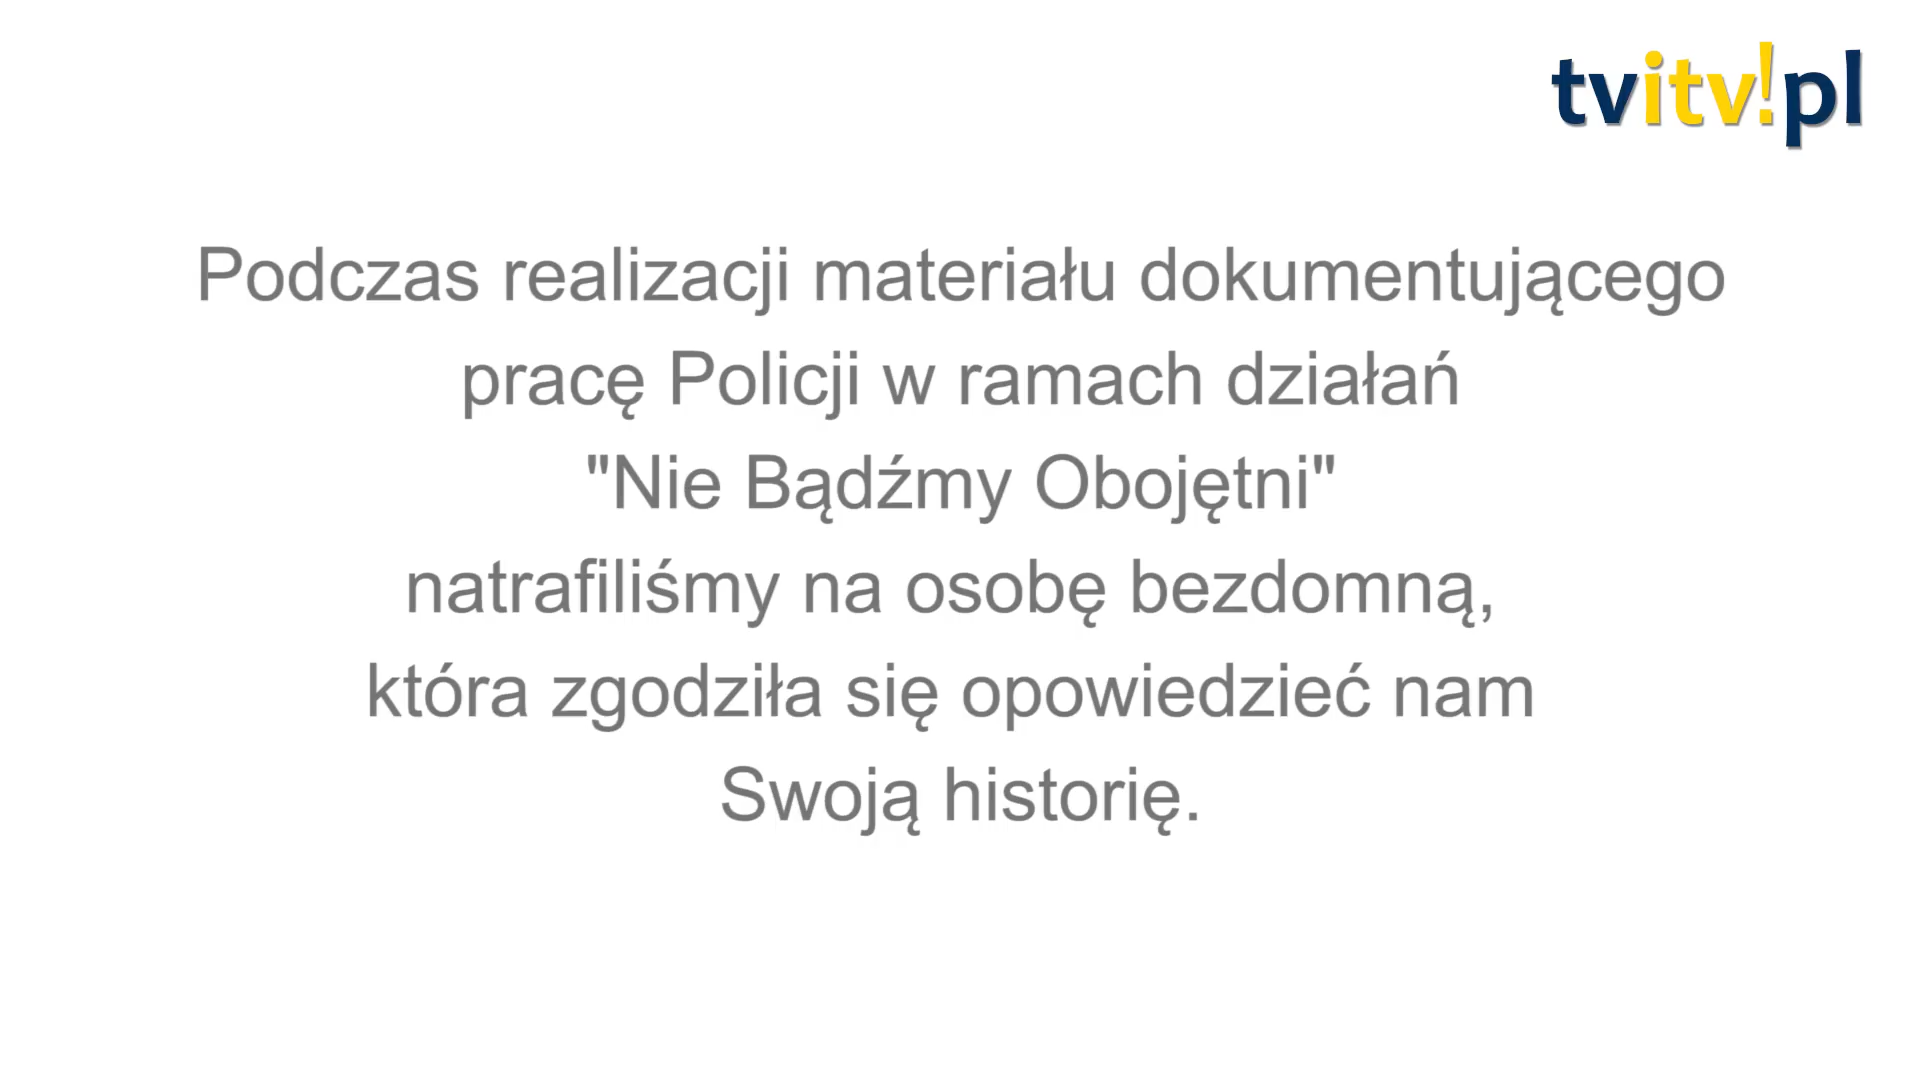 tvitv!pl
Podczas realizacji materiału dokumentującego
pracę Policji w ramach działań
"Nie Bądźmy Obojętni"
natrafiliśmy na osobę bezdomną,
która zgodziła się opowiedzieć nam
Swoją historię.